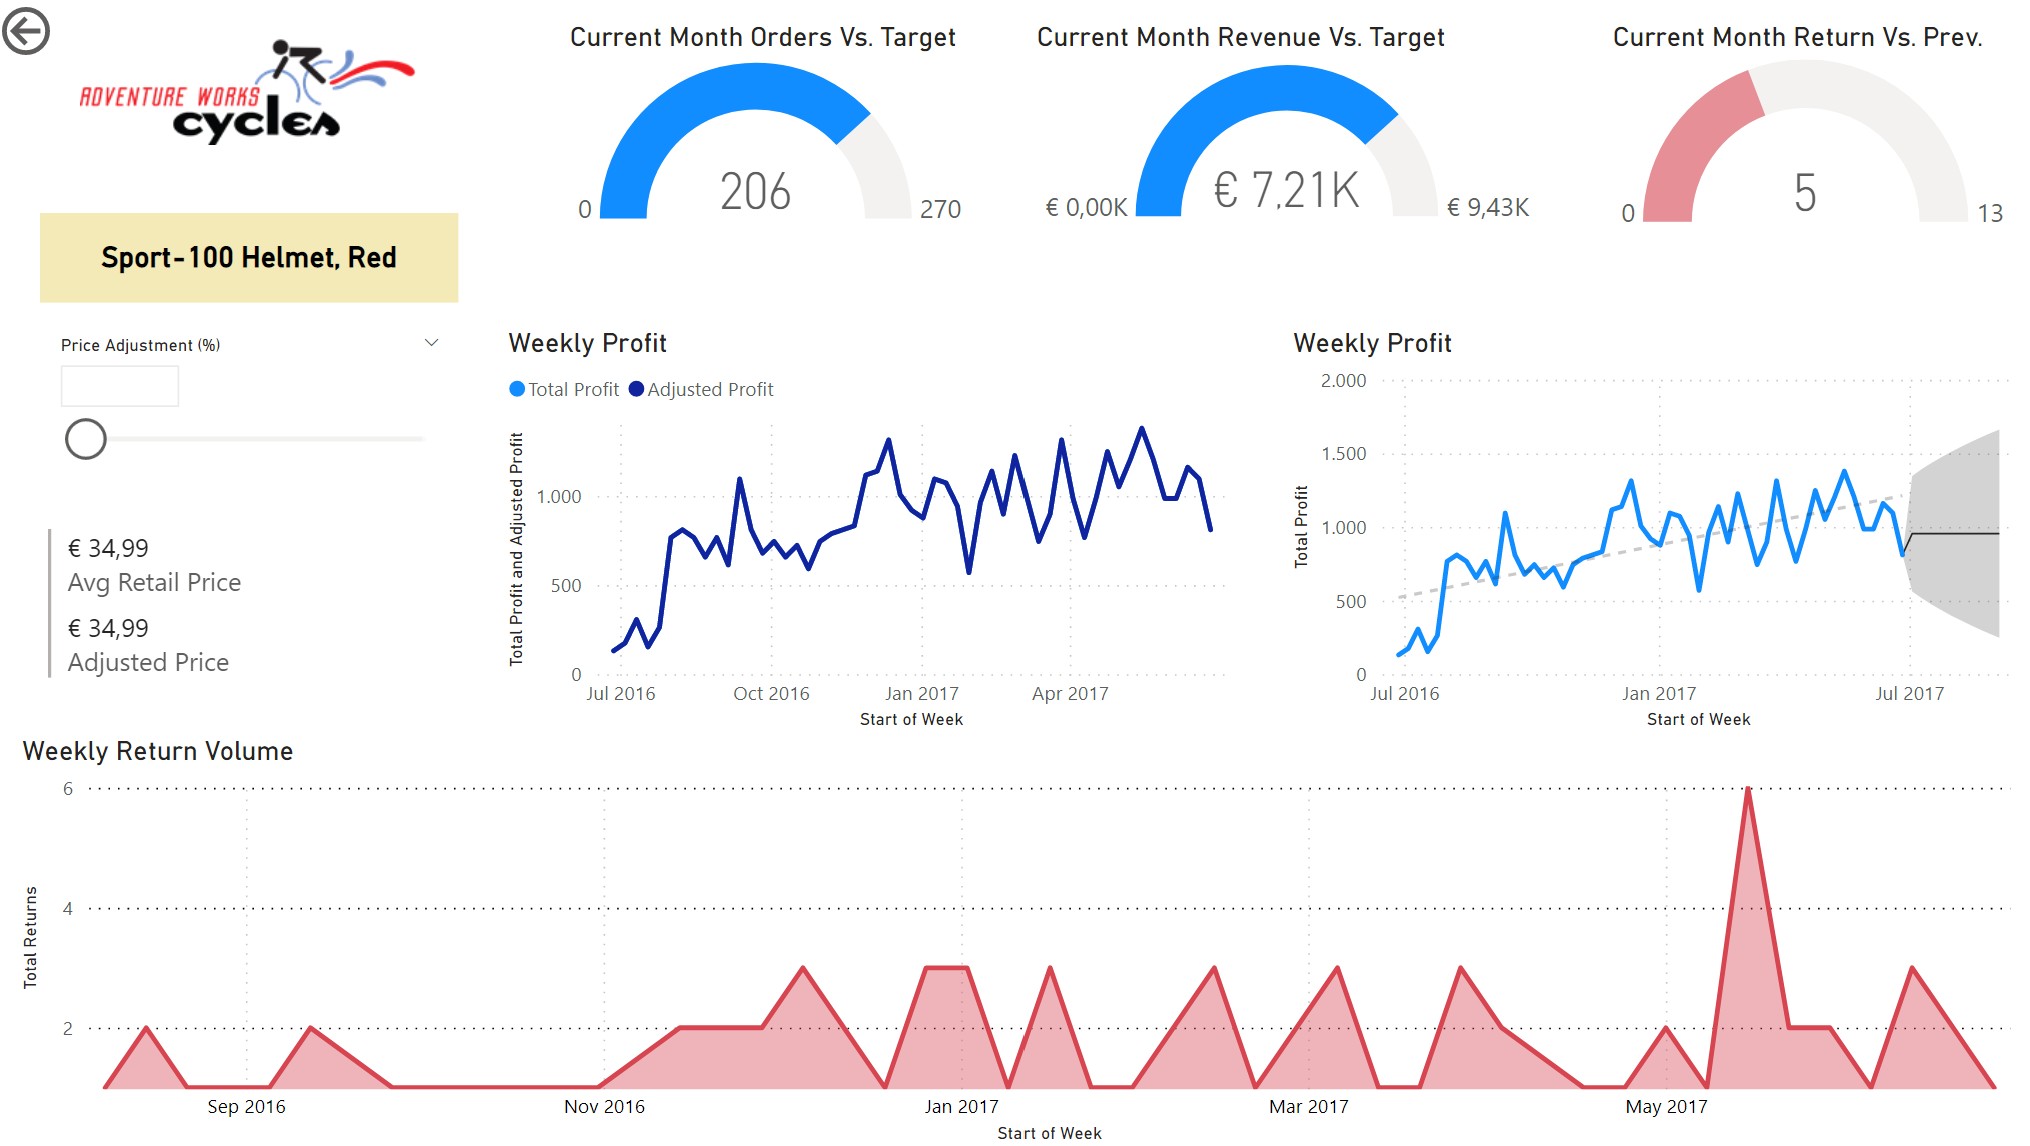 ADVENTURE WORKS
cycles
Current Month Orders Vs. Target
206
0
270
Current Month Revenue Vs. Target
€ 7,21K
€ 0,00K
€ 9,43K
Current Month Return Vs. Prev.
5
0
13
Sport-100 Helmet, Red
Price Adjustment (%)
€ 34,99
Avg Retail Price
€ 34,99
Adjusted Price
Weekly Profit
Total Profit Adjusted Profit
Total Profit and Adjusted Profit
1.000
500
0
Jul 2016 Oct 2016 Jan 2017 Apr 2017
Start of Week
Weekly Profit
Total Profit
2.000
1.500
1.000
500
0
Jul 2016 Jan 2017 Jul 2017
Start of Week
Weekly Return Volume
Total Returns
6
4
2
Sep 2016 Nov 2016 Jan 2017 Mar 2017 May 2017
Start of Week